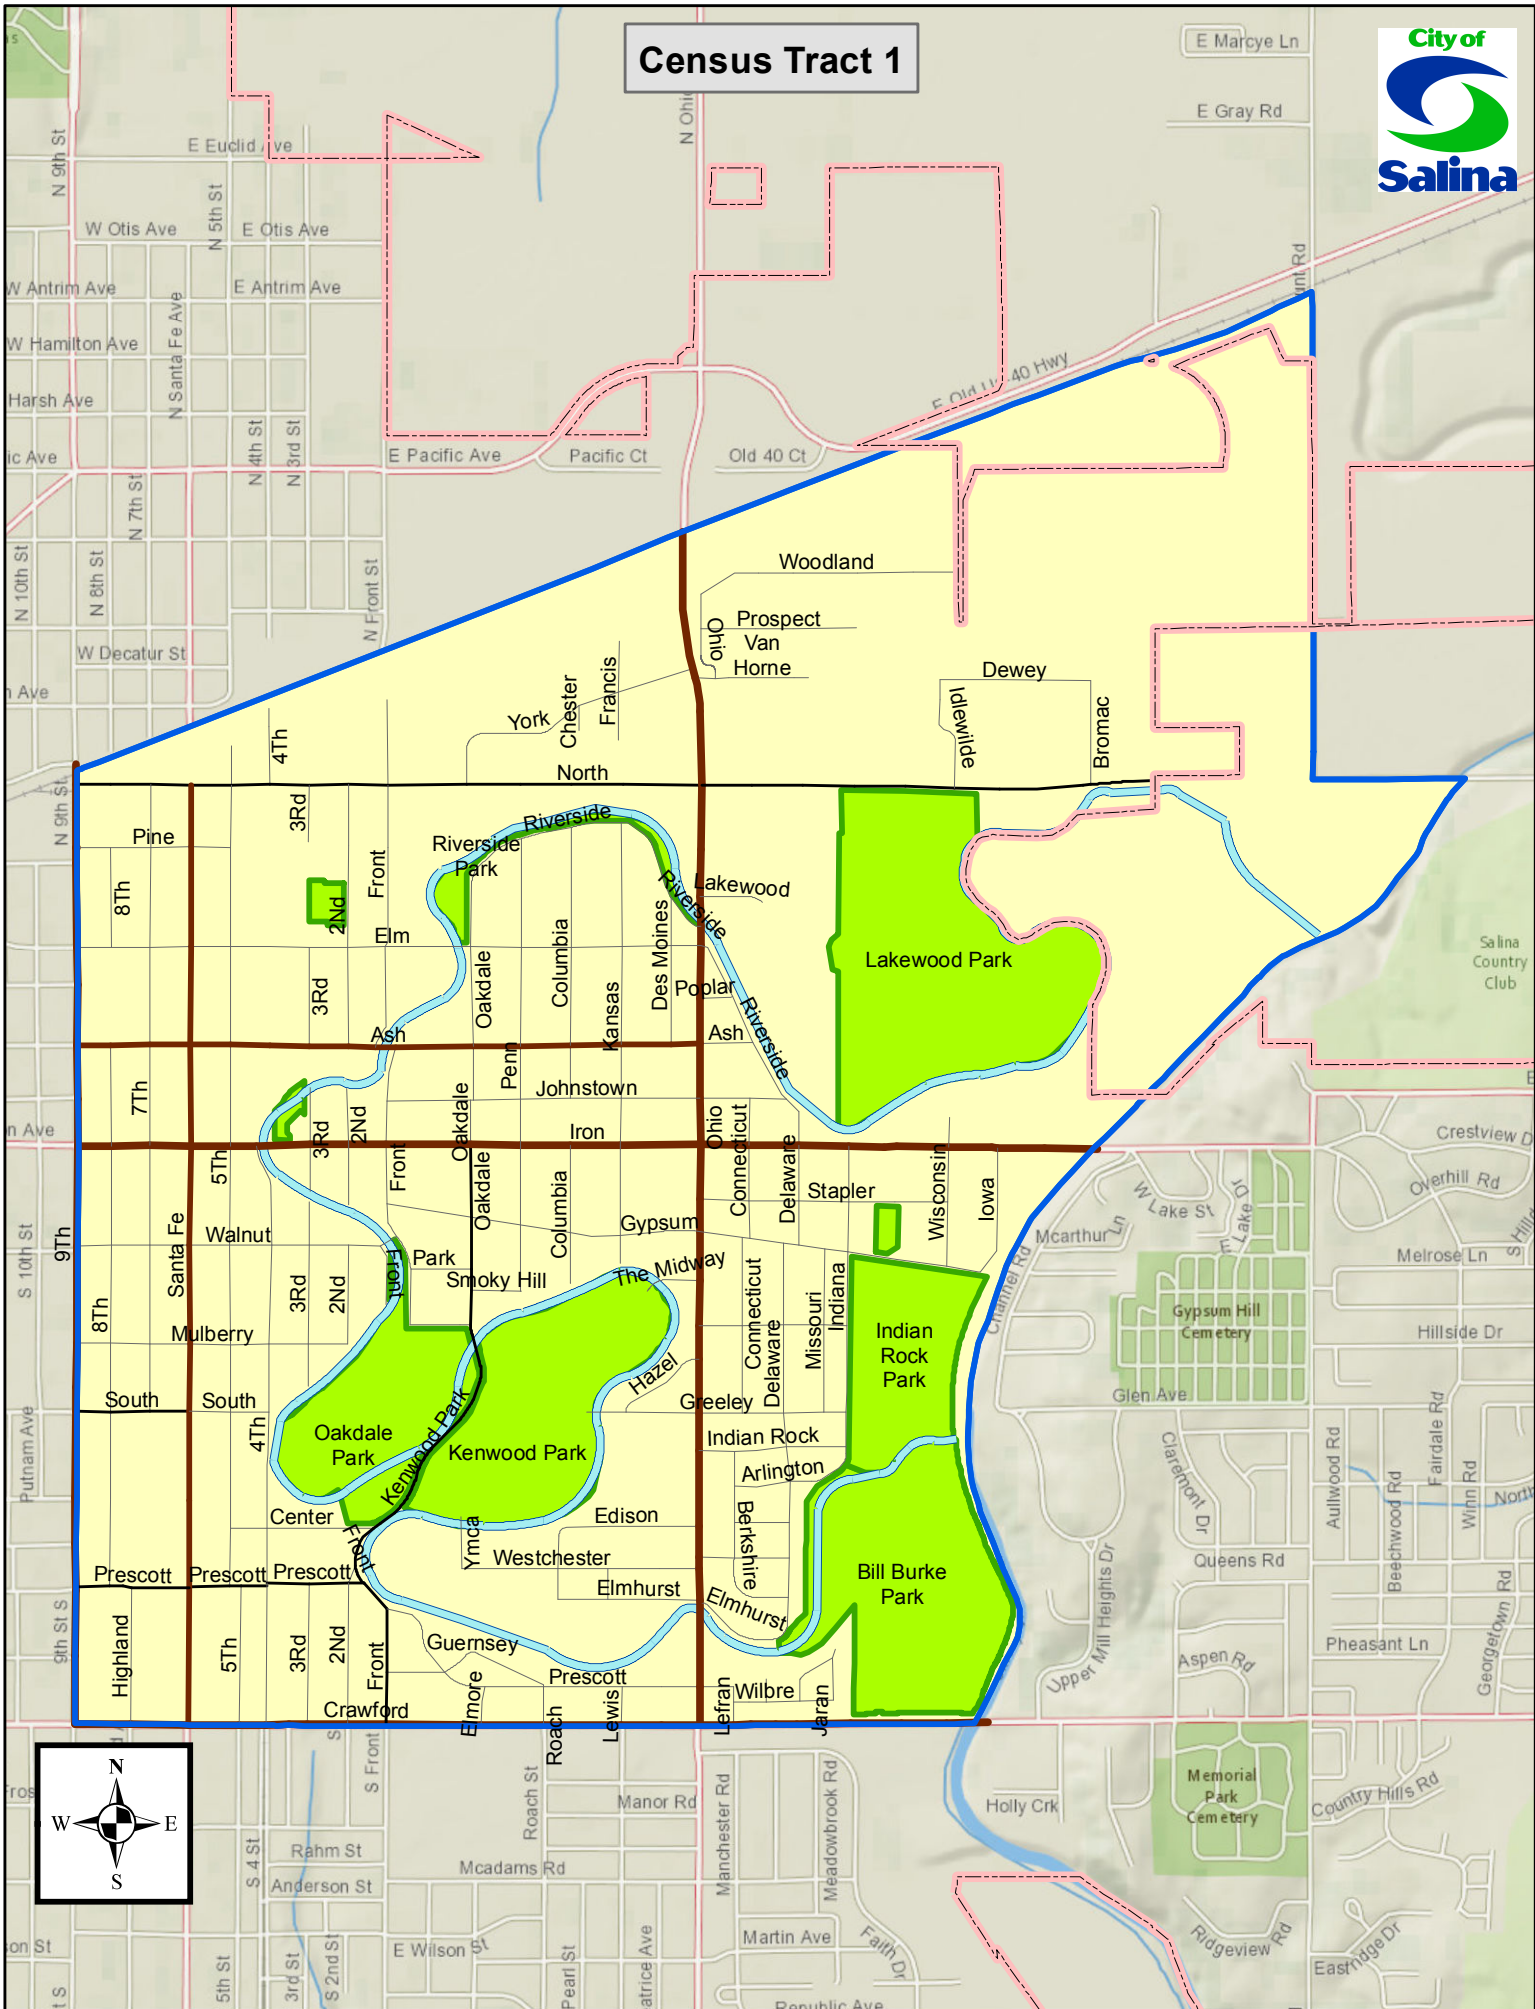 Census Tract 1
City of
Salina
E Marcye Ln
E Gray Rd
N Ohio
N 9th St
E Euclid Ave
N 5th St
W Otis Ave
E Otis Ave
W Antrim Ave
E Antrim Ave
W Hamilton Ave
N Santa Fe Ave
Harsh Ave
N 4th St
N 3rd St
E Pacific Ave
Pacific Ct
Old 40 Ct
E Old Us-40 Hwy
N 7th St
N 10th St
N 8th St
N Front St
W Decatur St
Woodland
Prospect
Ohio
Van
Horne
Dewey
Idlewilde
Bromac
Francis
Chester
York
4Th
North
N 9th St
3Rd
Pine
Riverside
Riverside
Park
Front
8Th
2Nd
Lakewood
Riverside
Elm
Columbia
Des Moines
Oakdale
Lakewood Park
Salina
Country
Club
3Rd
Kansas
Poplar
Riverside
Ash
Ash
Penn
7Th
Johnstown
Oakdale
3Rd
2Nd
Iron
Ohio
Connecticut
Delaware
5Th
Front
Oakdale
Columbia
Stapler
Wisconsin
Iowa
Crestview D
Overhill Rd
W Lake St
E Lake Dr
Mcarthur Ln
Melrose Ln
S 10th St
9Th
Santa Fe
Walnut
Gypsum
Park
Front
Smoky Hill
The Midway
3Rd
2Nd
8Th
Mulberry
Connecticut
Delaware
Missouri
Indiana
Channel Rd
Indian
Rock
Park
Gypsum Hill
Cemetery
Hillside Dr
Hazel
Glen Ave
South
South
Greeley
4Th
Putnam Ave
Oakdale
Park
Kenwood Park
Kenwood Park
Indian Rock
Arlington
Claremont Dr
Aullwood Rd
Fairdale Rd
Beechwood Rd
Winn Rd
North
Center
Front
Ymca
Edison
Berkshire
Westchester
Prescott
Prescott
Prescott
Elmhurst
Elmhurst
Bill Burke
Park
Queens Rd
Upper Mill Heights Dr
Georgetown Rd
9th St S
Highland
5Th
3Rd
2Nd
Front
Guernsey
Prescott
Pheasant Ln
Aspen Rd
Crawford
Elmore
Roach
Lewis
Lefran
Wilbre
Jaran
N
W
E
S
S Front
Roach St
Manor Rd
Manchester Rd
Meadowbrook Rd
Holly Crk
Memorial
Park
Cemetery
Country Hills Rd
S 4 St
Rahm St
Mcadams Rd
Anderson St
E Wilson St
Martin Ave
Faith Dr
Ridgeview Rd
Eastridge Dr
5th St
3rd St
S 2nd St
Pearl St
atrice Ave
Republic Ave